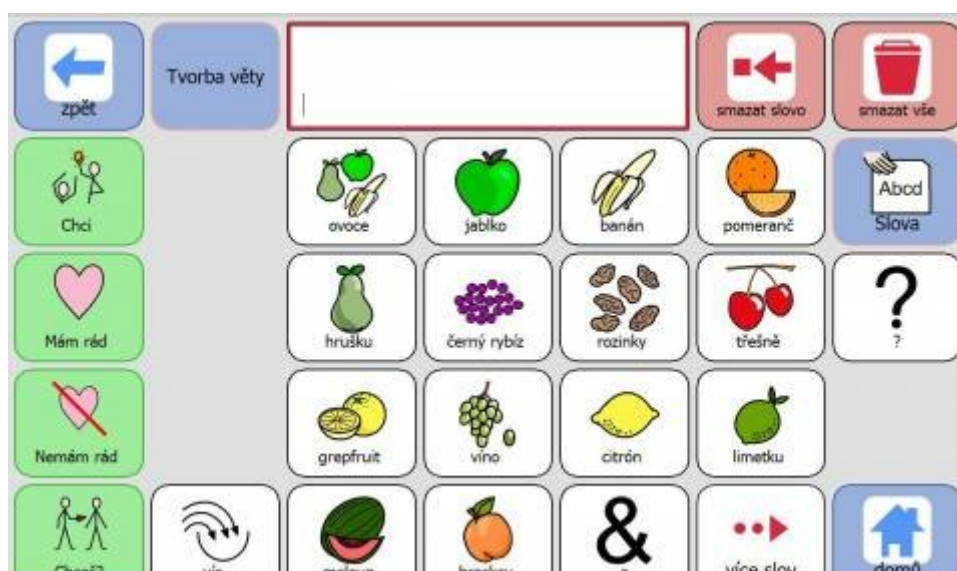 zpět
Tvorba věty
smazat slovo
smazat vše
Chci
ovoce
jablko
banán
pomeranč
Abcd
Slova
Mám rád
hrušku
černý rybíz
rozinky
třešně
?
?
Nemám rád
grepfruit
víno
citrón
limetku
&
více slov
domů